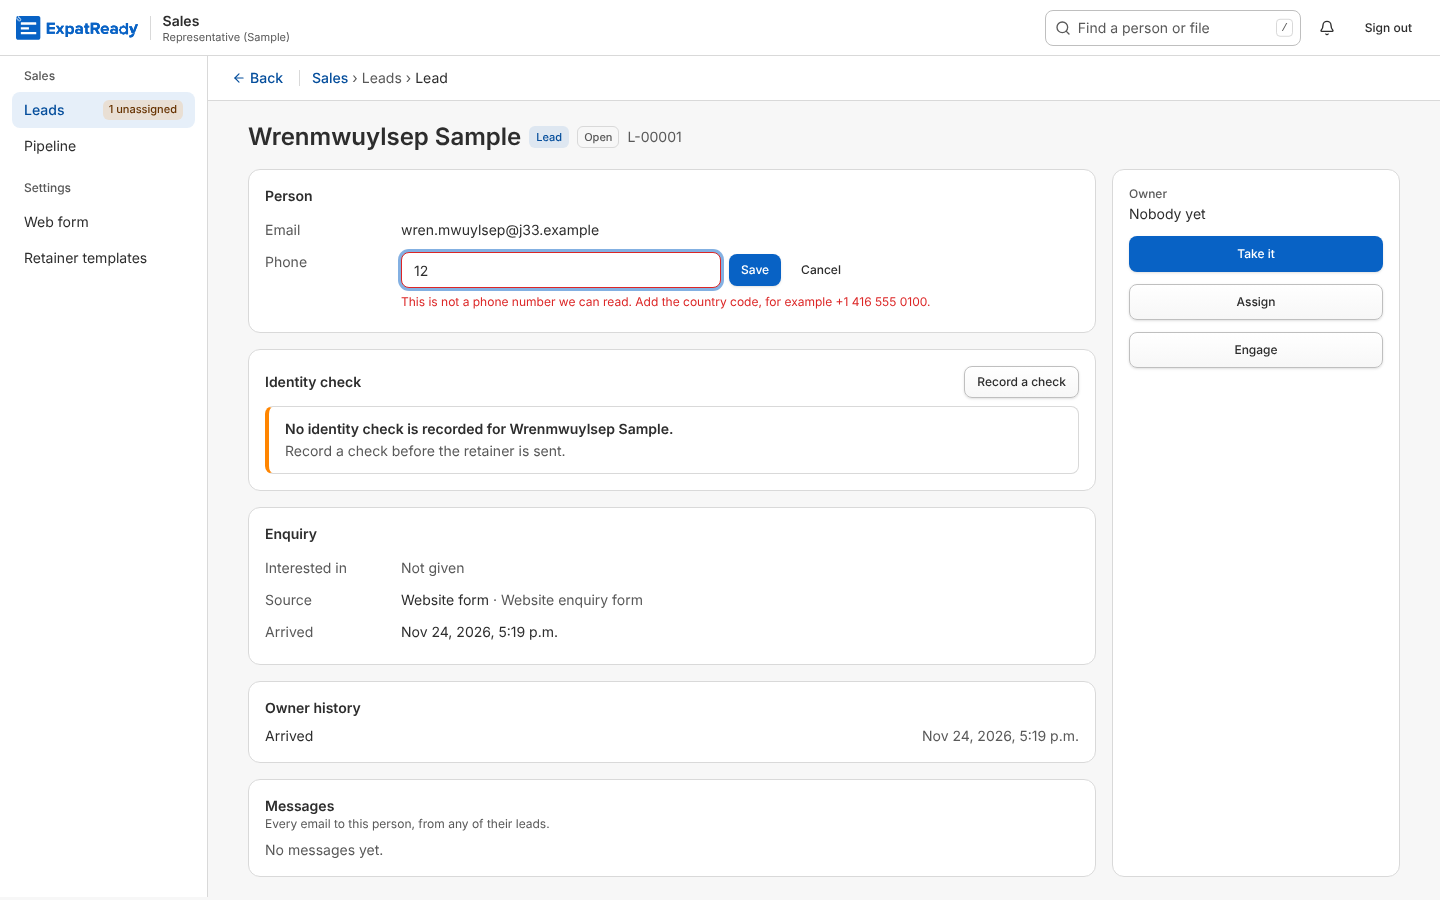 ExpatReady
Sales
Representative (Sample)
Find a person or file
/
Sign out
Sales
Leads
1 unassigned
Pipeline
Settings
Web form
Retainer templates
← Back
Sales › Leads › Lead
Wrenmwuylsep Sample
Lead
Open
L-00001
Person
Email
wren.mwuylsep@j33.example
Phone
12
Save
Cancel
This is not a phone number we can read. Add the country code, for example +1 416 555 0100.
Identity check
Record a check
No identity check is recorded for Wrenmwuylsep Sample.
Record a check before the retainer is sent.
Enquiry
Interested in
Not given
Source
Website form · Website enquiry form
Arrived
Nov 24, 2026, 5:19 p.m.
Owner history
Arrived
Nov 24, 2026, 5:19 p.m.
Messages
Every email to this person, from any of their leads.
No messages yet.
Owner
Nobody yet
Take it
Assign
Engage